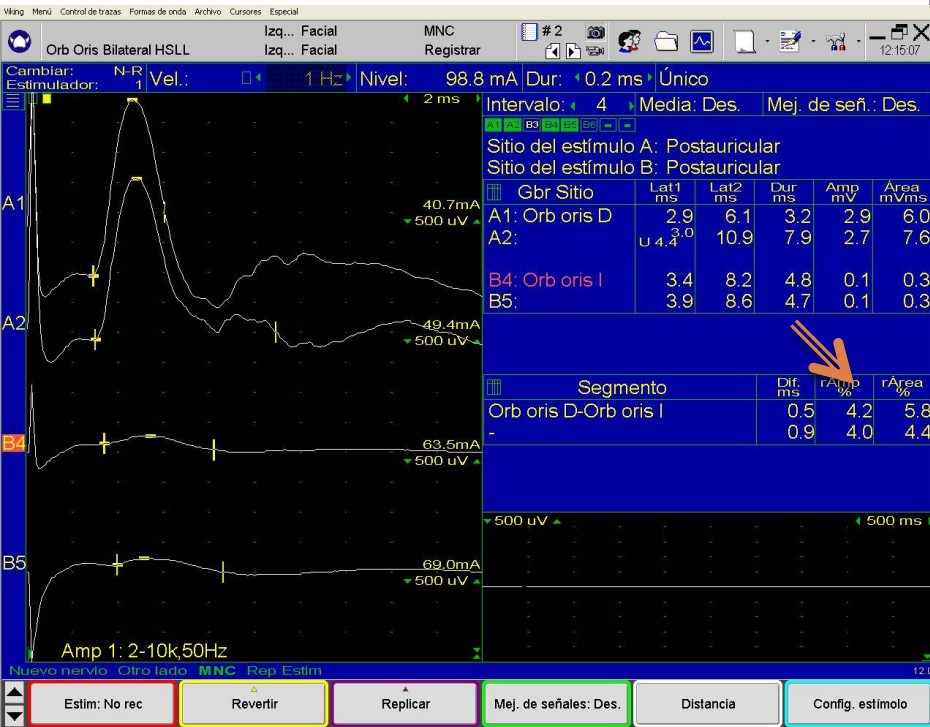 Viking Menú Control de trazas Formas de onda Archivo Cursores Especial
Orb Oris Bilateral HSLL
Izq... Facial
Izq... Facial
MNC
Registrar
# 2
12:15:07
Cambiar: N-R
Estimulador: 1
Vel.: 1 Hz
Nivel: 98.8 mA
Dur: 0.2 ms
Único
2 ms
Intervalo: 4
Media: Des.
Mej. de señ.: Des.
A1 A2 B3 B4 B5 B6 - -
Sitio del estímulo A: Postauricular
Sitio del estímulo B: Postauricular
Gbr Sitio Lat1 ms Lat2 ms Dur ms Amp mV Área mVms
A1: Orb oris D 2.9 6.1 3.2 2.9 6.0
A2: U 4.4 3.0 10.9 7.9 2.7 7.6
B4: Orb oris I 3.4 8.2 4.8 0.1 0.3
B5: 3.9 8.6 4.7 0.1 0.3
Segmento Dif. ms rAmp % rÁrea %
Orb oris D-Orb oris I 0.5 4.2 5.8
- 0.9 4.0 4.4
A1
40.7mA
500 uV
A2
49.4mA
500 uV
B4
63.5mA
500 uV
B5
69.0mA
500 uV
500 uV
500 ms
Amp 1: 2-10k,50Hz
Nuevo nervio Otro lado MNC Rep Estim
Estim: No rec
Revertir
Replicar
Mej. de señales: Des.
Distancia
Config. estímulo